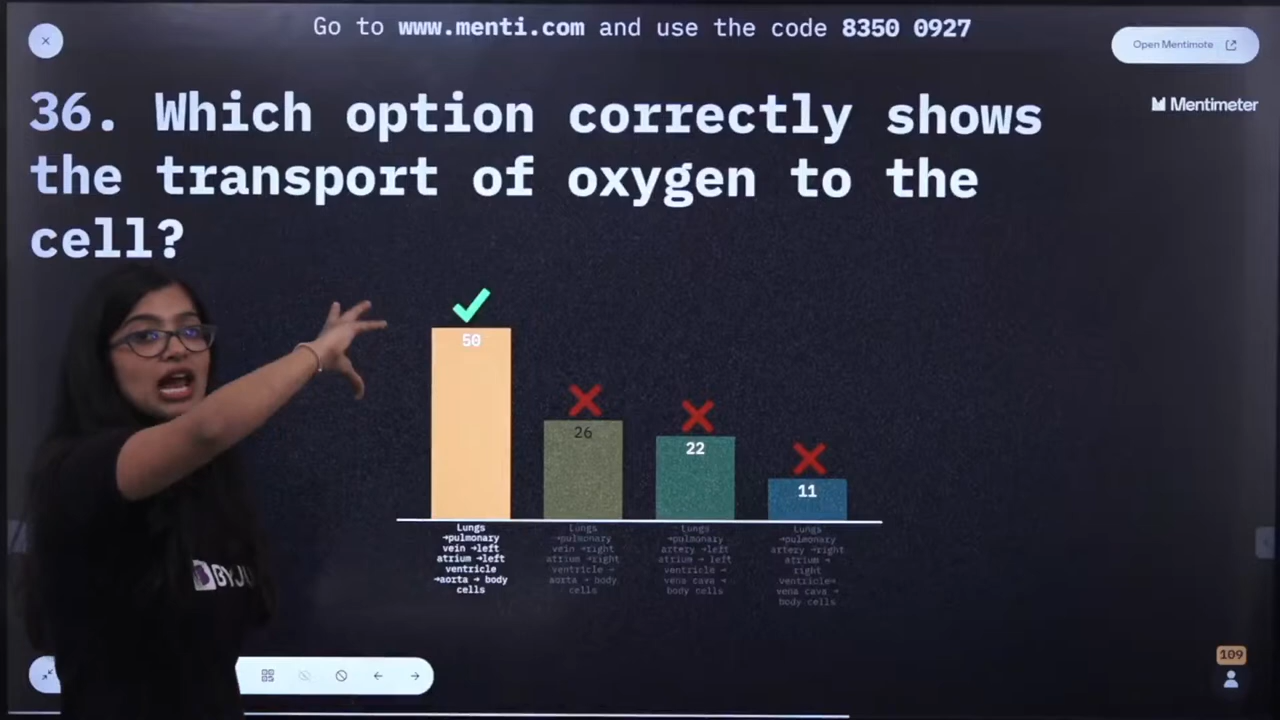 Go to www.menti.com and use the code 8350 0927
Open Mentimote
Mentimeter
36. Which option correctly shows
the transport of oxygen to the
cell?
50
26
22
11
Lungs
→pulmonary
vein →left
atrium →left
ventricle
→aorta → body
cells
Lungs
→pulmonary
vein →right
atrium →right
ventricle →
aorta → body
cells
Lungs
→pulmonary
artery →left
atrium → left
ventricle →
vena cava →
body cells
Lungs
→pulmonary
artery →right
atrium →
right
ventricle→
vena cava →
body cells
109